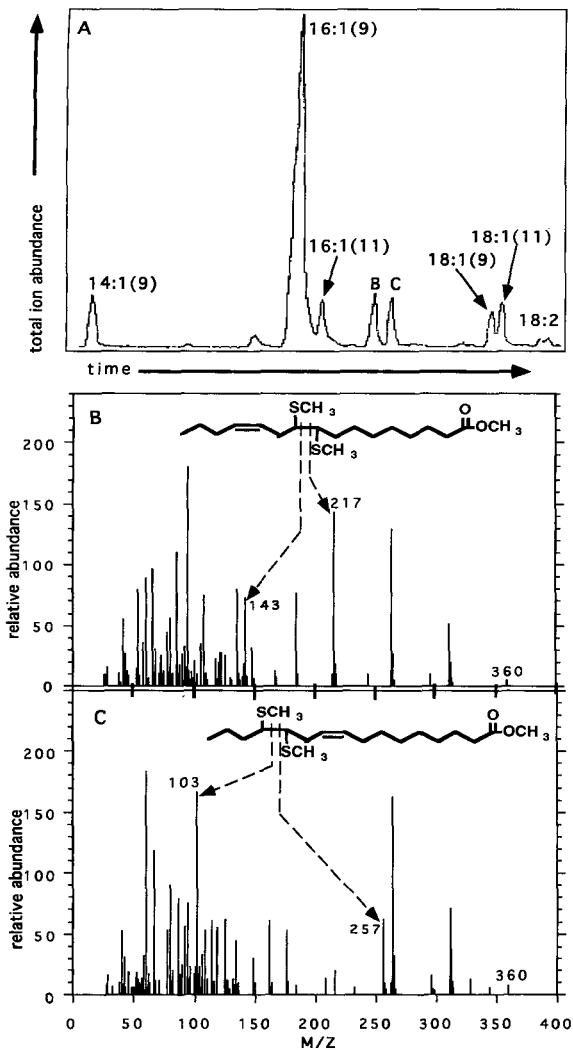 A
total ion abundance
14:1(9)
16:1(9)
16:1(11)
B
C
18:1(9)
18:1(11)
18:2
time
B
relative abundance
200
150
100
50
0
SCH3
SCH3
O
OCH3
217
143
360
C
relative abundance
200
150
100
50
0
SCH3
SCH3
O
OCH3
103
257
360
0
50
100
150
200
250
300
350
400
M/Z